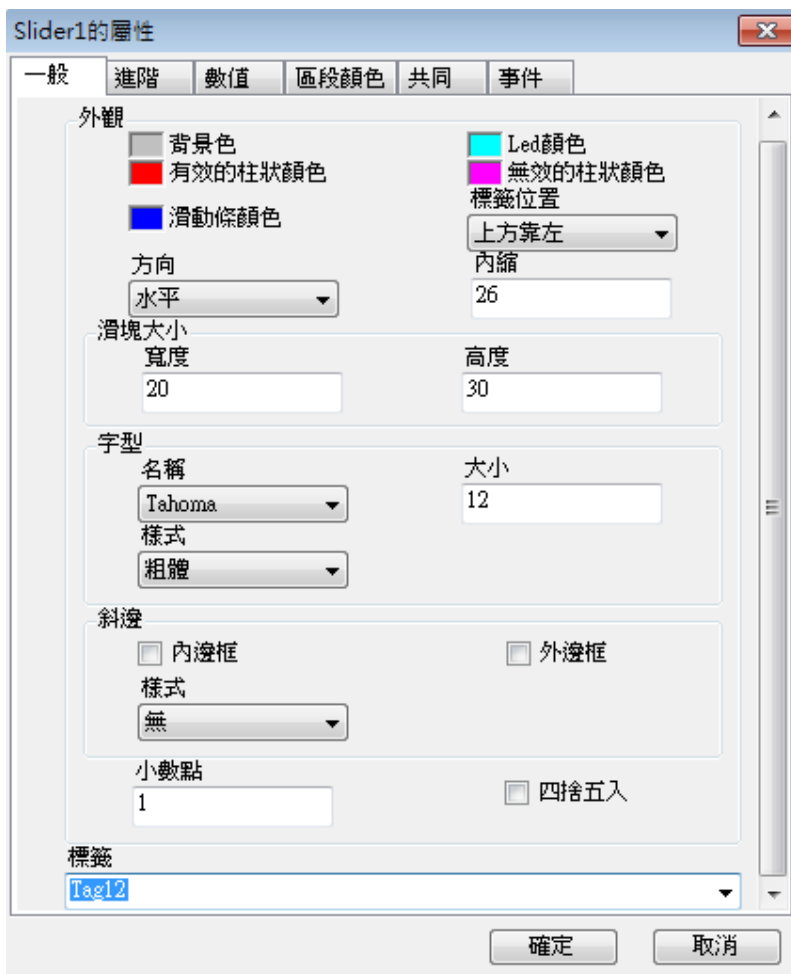 Slider1的屬性
一般 進階 數值 區段顏色 共同 事件
外觀
背景色 Led顏色
有效的柱狀顏色 無效的柱狀顏色
標籤位置
滑動條顏色 上方靠左
方向 內縮
水平 26
滑塊大小
寬度 高度
20 30
字型
名稱 大小
Tahoma 12
樣式
粗體
斜邊
內邊框 外邊框
樣式
無
小數點
1 四捨五入
標籤
Tag12
確定 取消